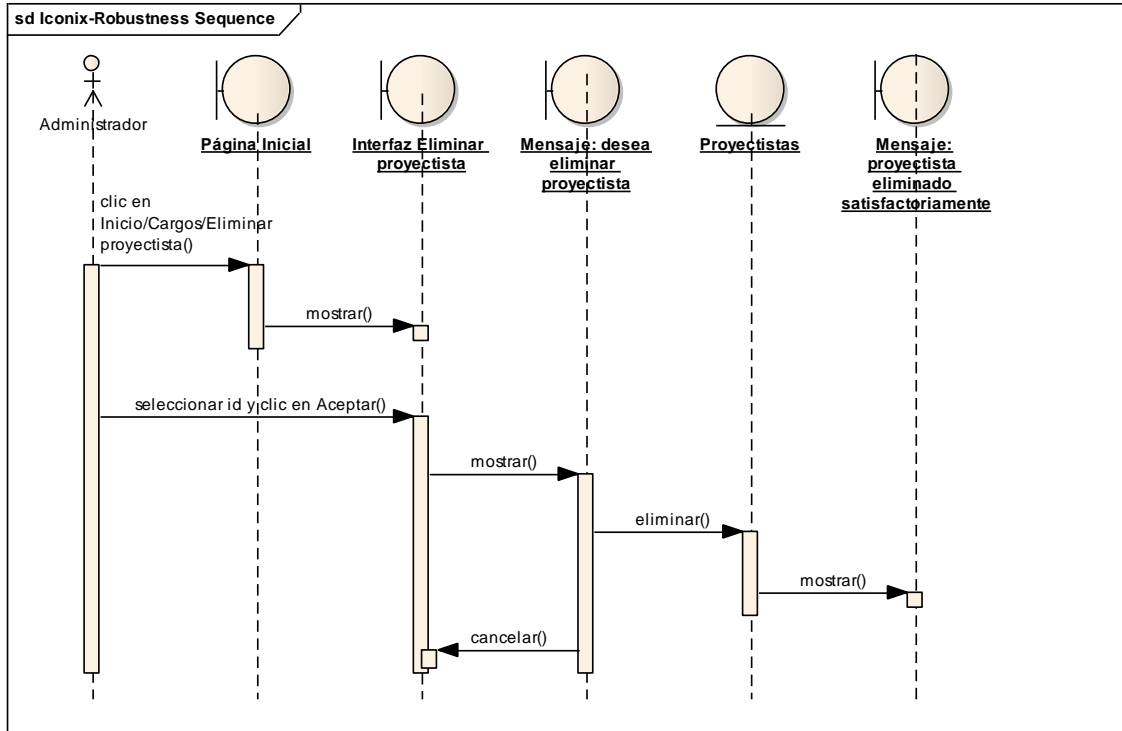 sd Iconix-Robustness Sequence
Administrador
Página Inicial
Interfaz Eliminar
proyectista
Mensaje: desea
eliminar
proyectista
Proyectistas
Mensaje:
proyectista
eliminado
satisfactoriamente
clic en
Inicio/Cargos/Eliminar
proyectista()
mostrar()
seleccionar id y clic en Aceptar()
mostrar()
eliminar()
mostrar()
cancelar()